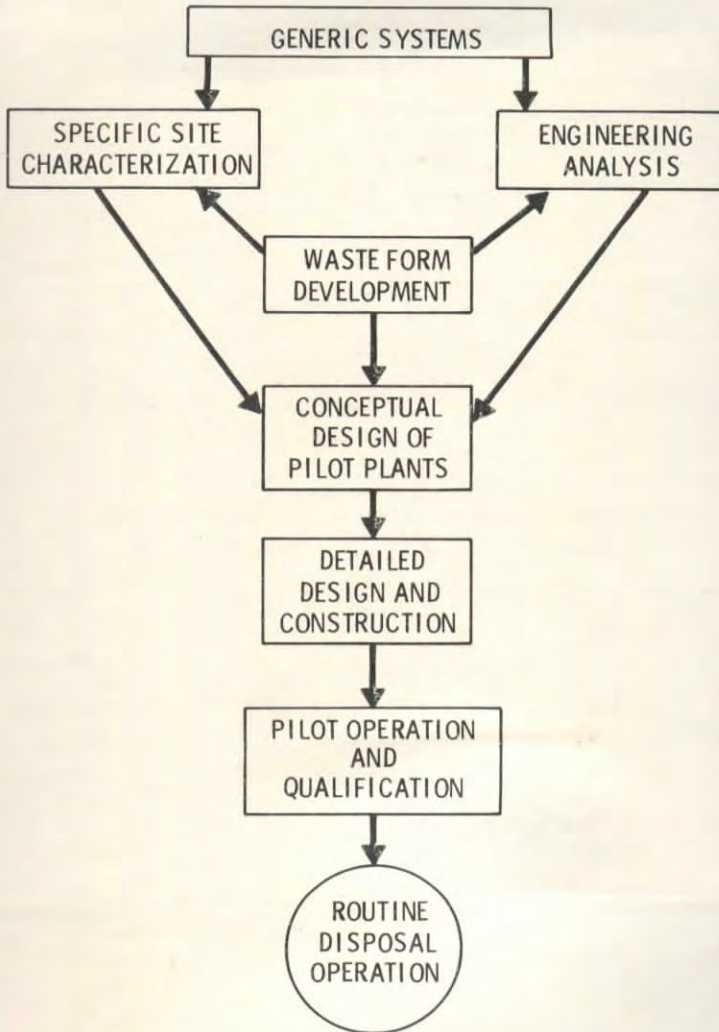 GENERIC SYSTEMS
SPECIFIC SITE
CHARACTERIZATION
ENGINEERING
ANALYSIS
WASTE FORM
DEVELOPMENT
CONCEPTUAL
DESIGN OF
PILOT PLANTS
DETAILED
DESIGN AND
CONSTRUCTION
PILOT OPERATION
AND
QUALIFICATION
ROUTINE
DISPOSAL
OPERATION